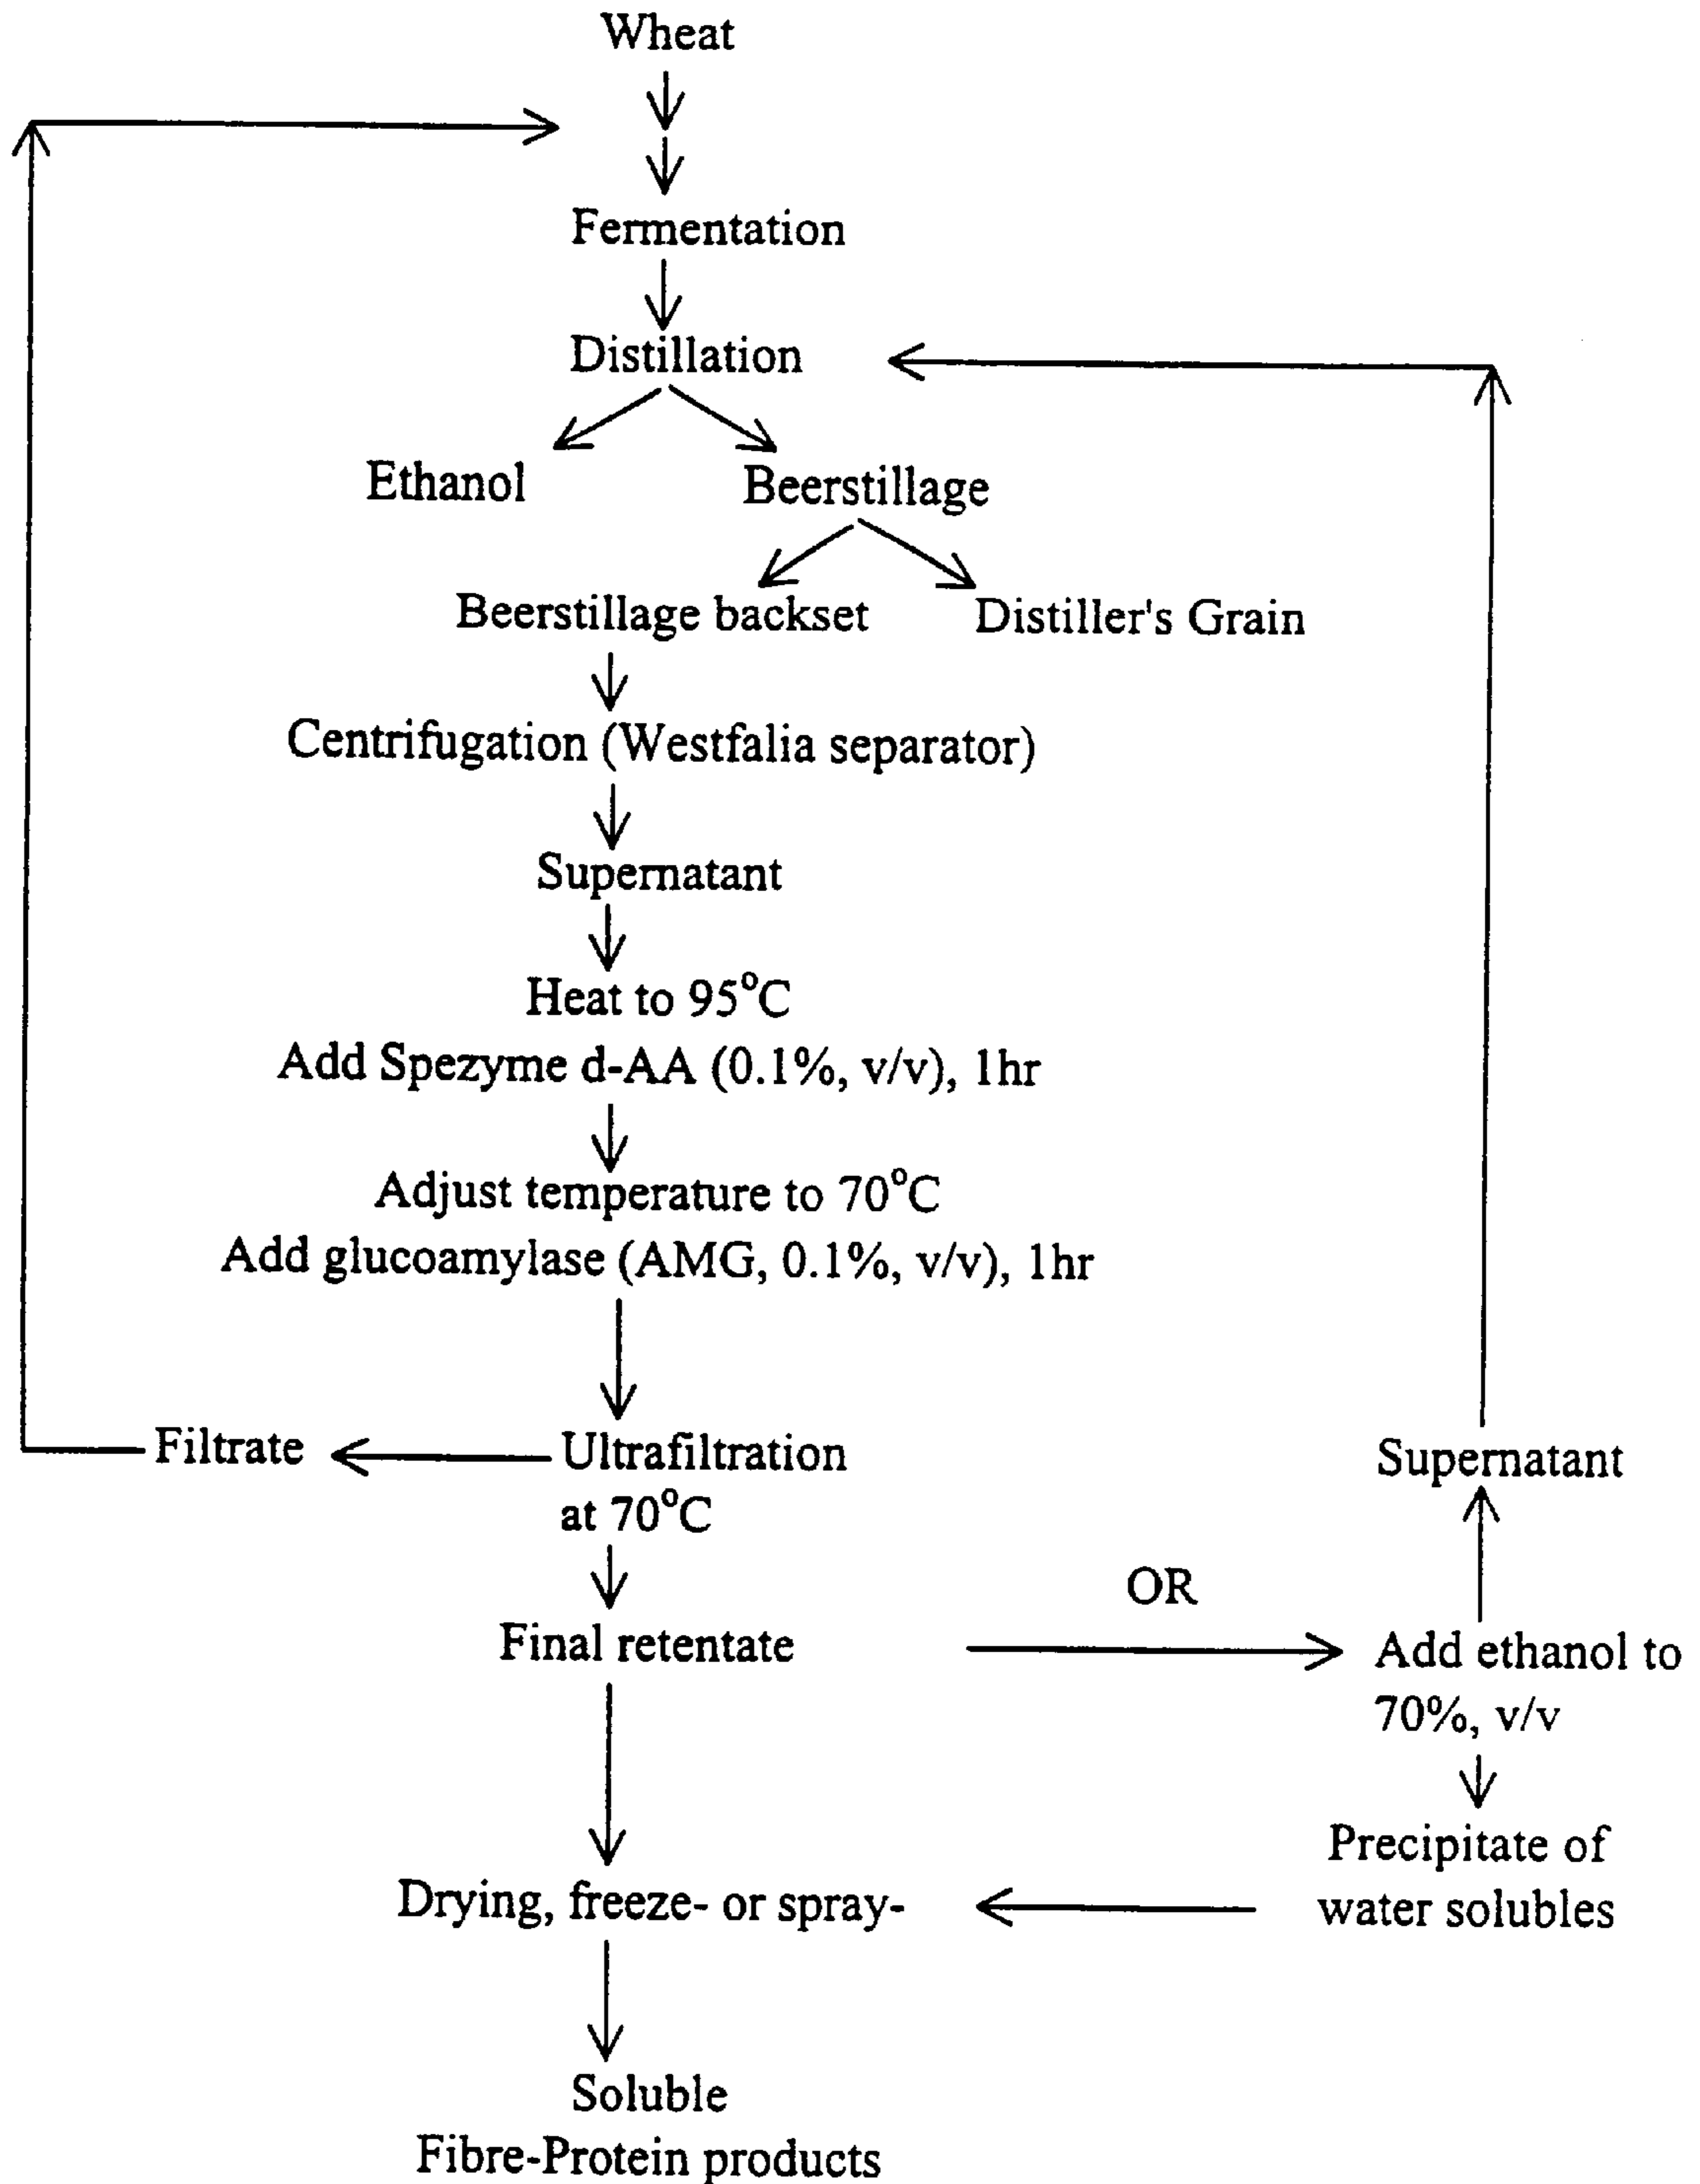 Wheat
Fermentation
Distillation
Ethanol
Beerstillage
Beerstillage backset
Distiller's Grain
Centrifugation (Westfalia separator)
Supernatant
Heat to 95°C
Add Spezyme d-AA (0.1%, v/v), 1hr
Adjust temperature to 70°C
Add glucoamylase (AMG, 0.1%, v/v), 1hr
Filtrate
Ultrafiltration
at 70°C
Supernatant
OR
Final retentate
Add ethanol to
70%, v/v
Precipitate of
water solubles
Drying, freeze- or spray-
Soluble
Fibre-Protein products